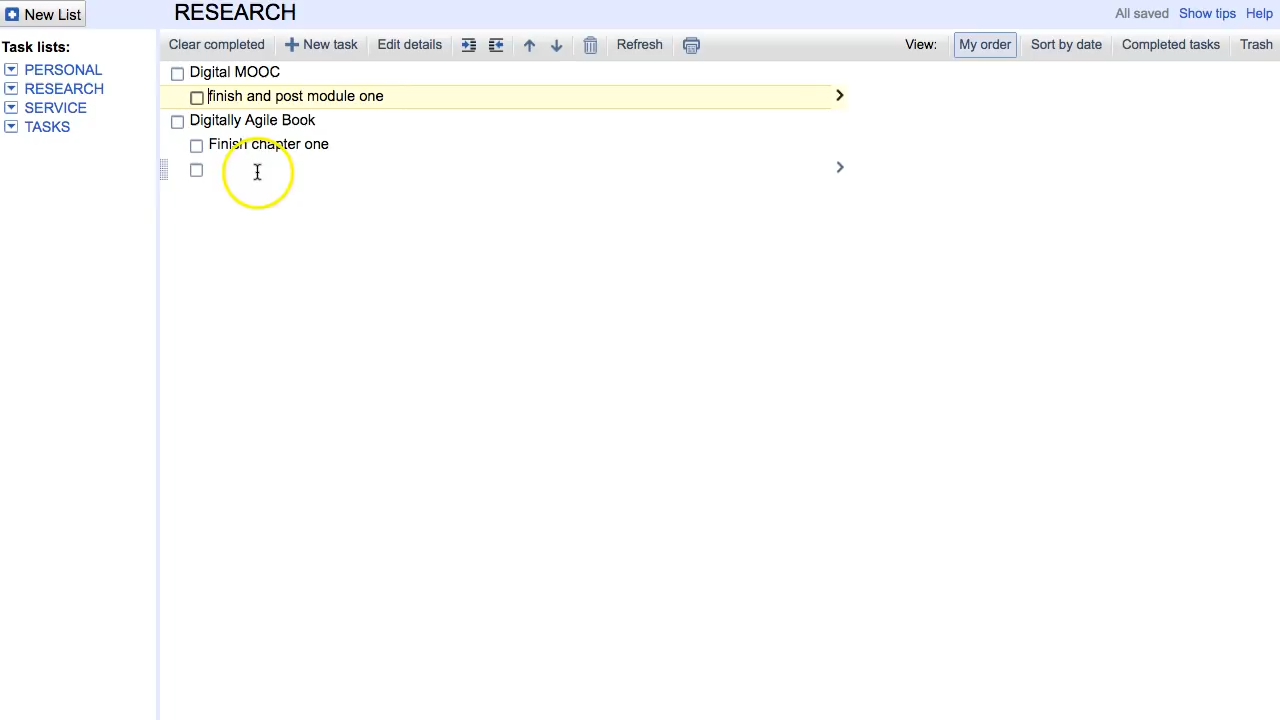 New List
RESEARCH
All saved Show tips Help
Task lists:
PERSONAL
RESEARCH
SERVICE
TASKS
Clear completed New task Edit details Refresh View: My order Sort by date Completed tasks Trash
Digital MOOC
finish and post module one
Digitally Agile Book
Finish chapter one